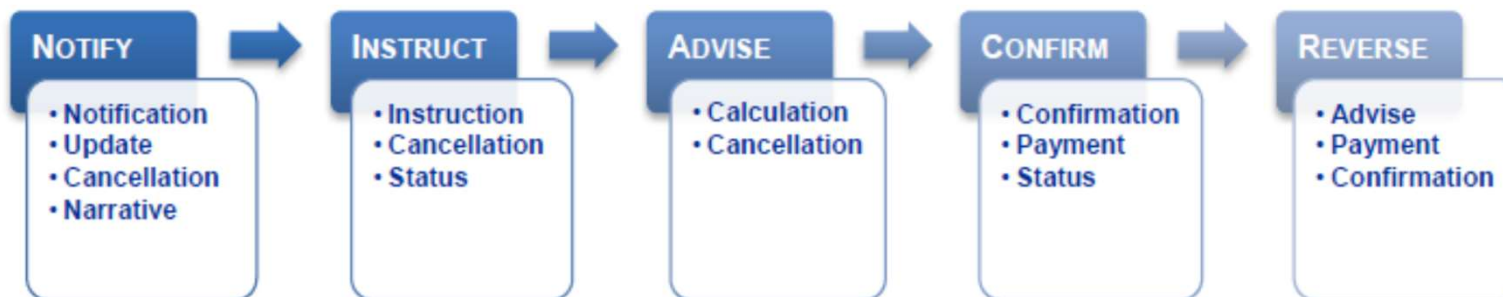 NOTIFY
• Notification
• Update
• Cancellation
• Narrative
INSTRUCT
• Instruction
• Cancellation
• Status
ADVISE
• Calculation
• Cancellation
CONFIRM
• Confirmation
• Payment
• Status
REVERSE
• Advise
• Payment
• Confirmation